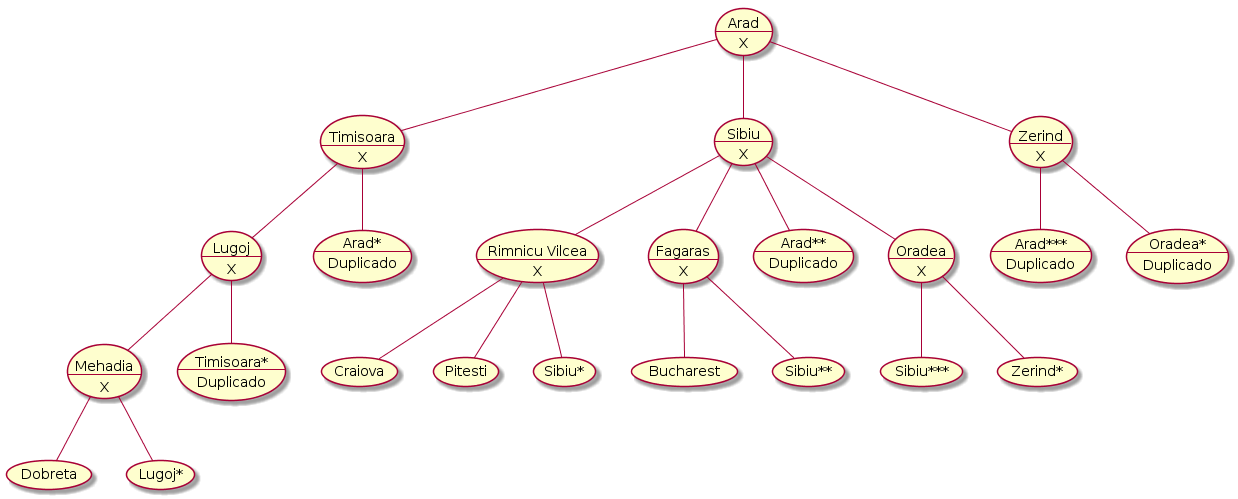 Arad
X
Timisoara
X
Sibiu
X
Zerind
X
Lugoj
X
Arad*
Duplicado
Rimnicu Vilcea
X
Fagaras
X
Arad**
Duplicado
Oradea
X
Arad***
Duplicado
Oradea*
Duplicado
Mehadia
X
Timisoara*
Duplicado
Craiova
Pitesti
Sibiu*
Bucharest
Sibiu**
Sibiu***
Zerind*
Dobreta
Lugoj*